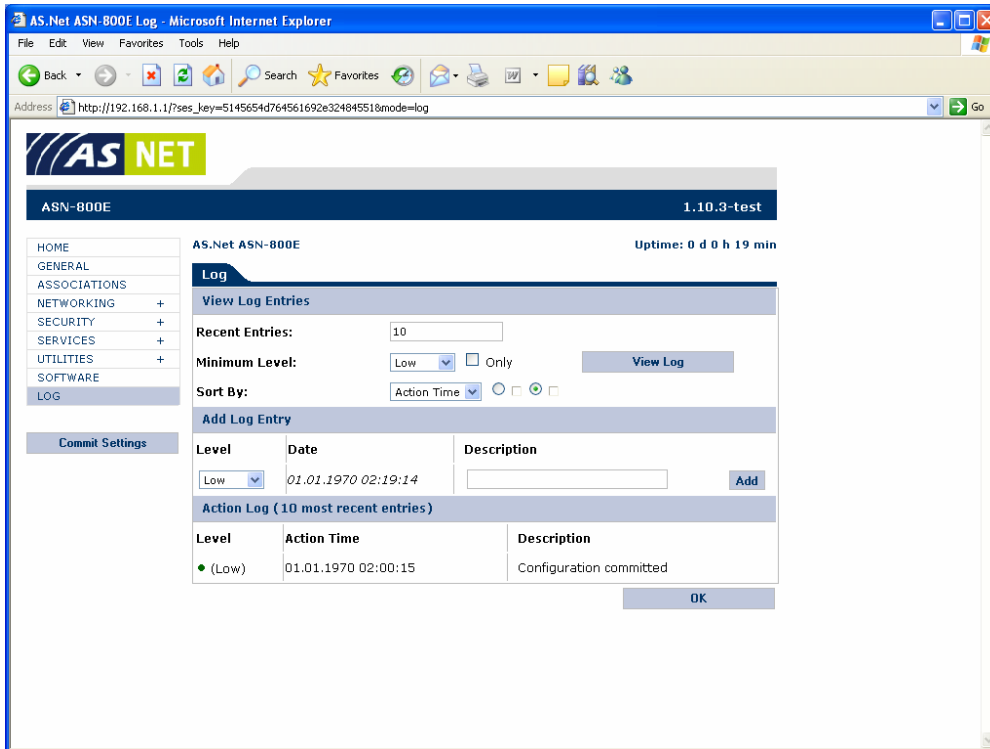 AS.Net ASN-800E Log - Microsoft Internet Explorer
File Edit View Favorites Tools Help
Back Search Favorites
Address http://192.168.1.1/?ses_key=5145654d764561692e32484551&mode=log Go
AS NET
ASN-800E 1.10.3-test
AS.Net ASN-800E Uptime: 0 d 0 h 19 min
HOME
GENERAL
ASSOCIATIONS
NETWORKING +
SECURITY +
SERVICES +
UTILITIES +
SOFTWARE
LOG
Commit Settings
Log
View Log Entries
Recent Entries: 10
Minimum Level: Low Only View Log
Sort By: Action Time
Add Log Entry
Level Date Description
Low 01.01.1970 02:19:14 Add
Action Log (10 most recent entries)
Level Action Time Description
(Low) 01.01.1970 02:00:15 Configuration committed
OK